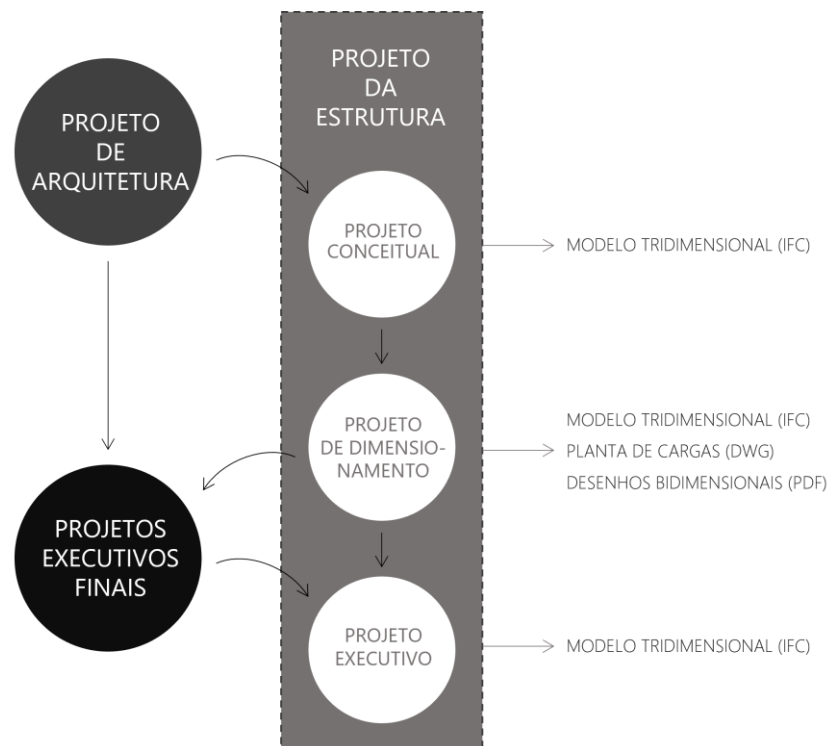 PROJETO
DA
ESTRUTURA
PROJETO
DE
ARQUITETURA
PROJETO
CONCEITUAL
MODELO TRIDIMENSIONAL (IFC)
PROJETO
DE DIMENSIO-
NAMENTO
MODELO TRIDIMENSIONAL (IFC)
PLANTA DE CARGAS (DWG)
DESENHOS BIDIMENSIONAIS (PDF)
PROJETOS
EXECUTIVOS
FINAIS
PROJETO
EXECUTIVO
MODELO TRIDIMENSIONAL (IFC)